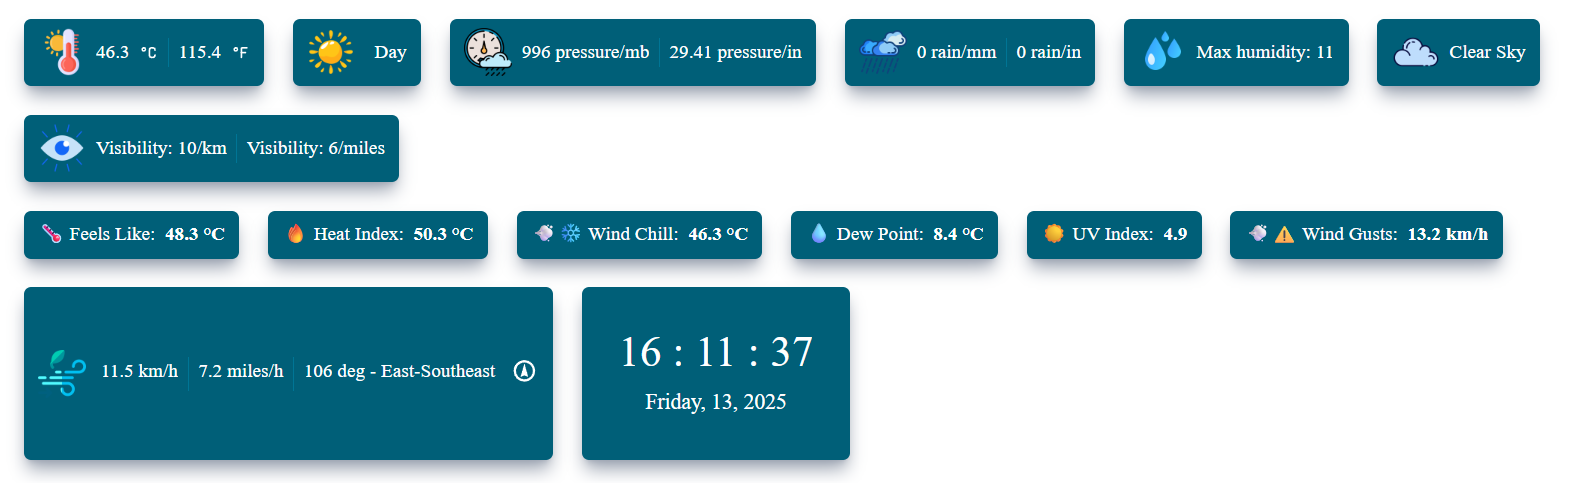 46.3 °C 115.4 °F
Day
996 pressure/mb 29.41 pressure/in
0 rain/mm 0 rain/in
Max humidity: 11
Clear Sky
Visibility: 10/km Visibility: 6/miles
Feels Like: 48.3 °C
Heat Index: 50.3 °C
Wind Chill: 46.3 °C
Dew Point: 8.4 °C
UV Index: 4.9
Wind Gusts: 13.2 km/h
11.5 km/h 7.2 miles/h 106 deg - East-Southeast
16 : 11 : 37
Friday, 13, 2025